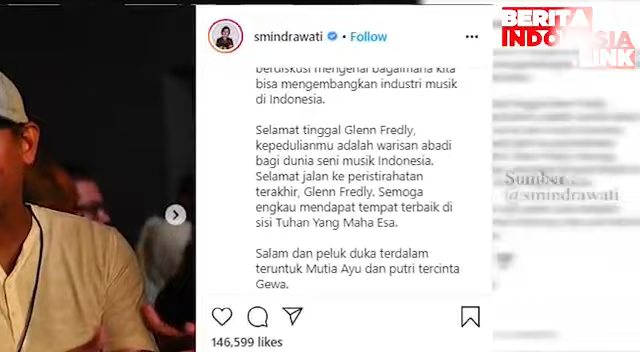 smindrawati • Follow
berdiskusi mengenai bagaimana kita
bisa mengembangkan industri musik
di Indonesia.
Selamat tinggal Glenn Fredly,
kepedulianmu adalah warisan abadi
bagi dunia seni musik Indonesia.
Selamat jalan ke peristirahatan
terakhir, Glenn Fredly. Semoga
engkau mendapat tempat terbaik di
sisi Tuhan Yang Maha Esa.
Salam dan peluk duka terdalam
teruntuk Mutia Ayu dan putri tercinta
Gewa.
146,599 likes
BERITA
INDONESIA
LINK
Sumber
@smindrawati